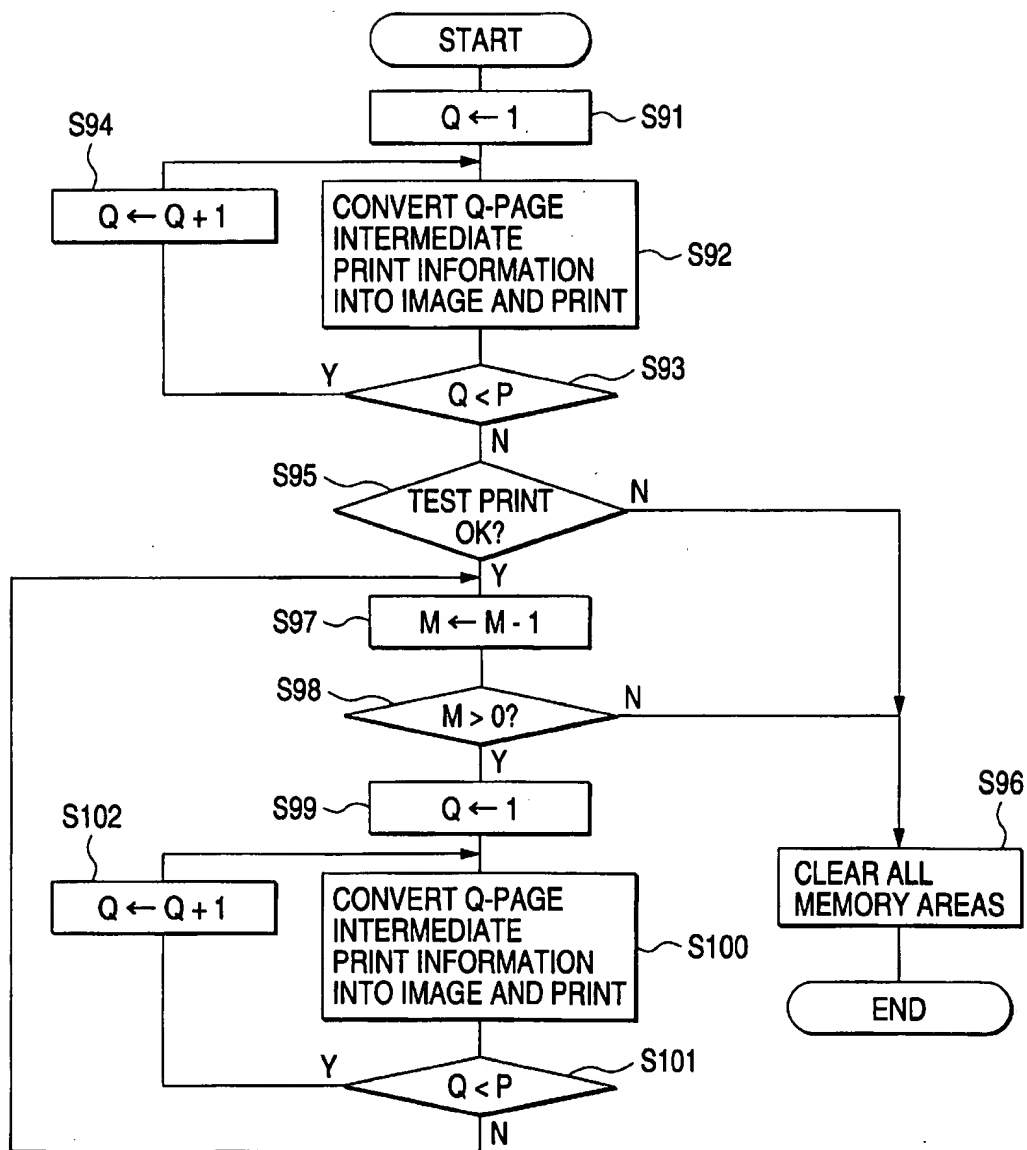 START
Q ← 1
S91
S94
Q ← Q + 1
CONVERT Q-PAGE
INTERMEDIATE
PRINT INFORMATION
INTO IMAGE AND PRINT
S92
Y
Q < P
S93
N
S95
TEST PRINT
OK?
N
Y
S97
M ← M - 1
S98
M > 0?
N
Y
S99
Q ← 1
S96
CLEAR ALL
MEMORY AREAS
S102
Q ← Q + 1
CONVERT Q-PAGE
INTERMEDIATE
PRINT INFORMATION
INTO IMAGE AND PRINT
S100
END
Y
Q < P
S101
N